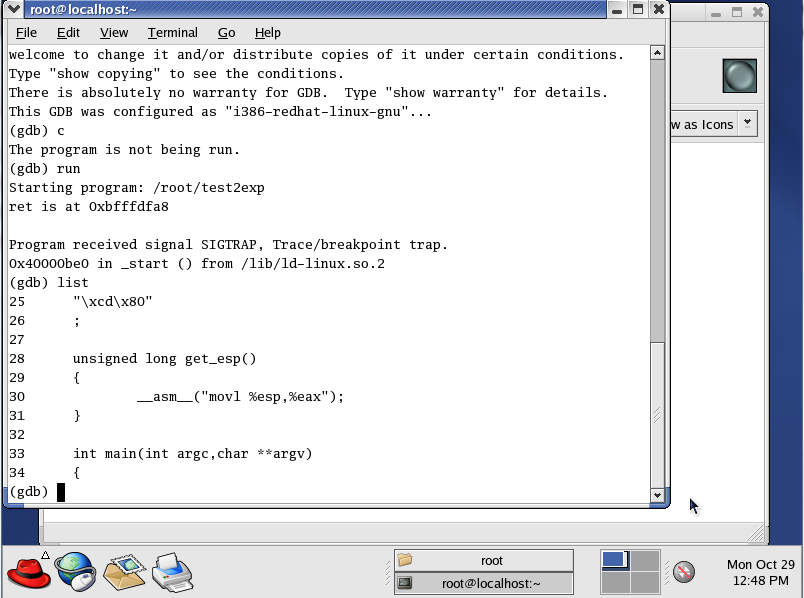 root@localhost:~
File Edit View Terminal Go Help
welcome to change it and/or distribute copies of it under certain conditions.
Type "show copying" to see the conditions.
There is absolutely no warranty for GDB.  Type "show warranty" for details.
This GDB was configured as "i386-redhat-linux-gnu"...
(gdb) c
The program is not being run.
(gdb) run
Starting program: /root/test2exp
ret is at 0xbfffdfa8
Program received signal SIGTRAP, Trace/breakpoint trap.
0x40000be0 in _start () from /lib/ld-linux.so.2
(gdb) list
25      "\xcd\x80"
26      ;
27
28      unsigned long get_esp()
29      {
30              __asm__("movl %esp,%eax");
31      }
32
33      int main(int argc,char **argv)
34      {
(gdb)
w as Icons
root
root@localhost:~
Mon Oct 29
12:48 PM